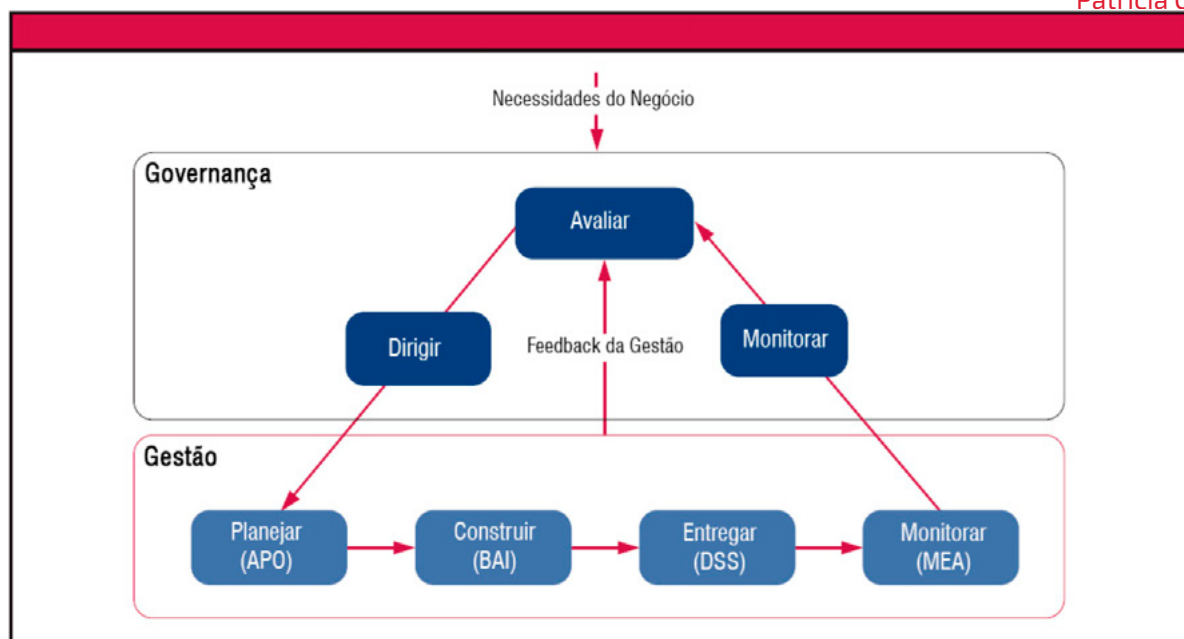 Patrícia
Necessidades do Negócio
Governança
Avaliar
Dirigir
Feedback da Gestão
Monitorar
Gestão
Planejar
(APO)
Construir
(BAI)
Entregar
(DSS)
Monitorar
(MEA)